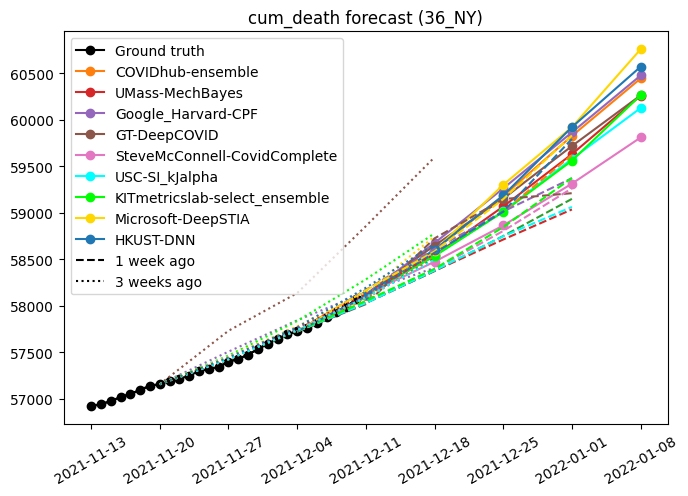 cum_death forecast (36_NY)
Ground truth
COVIDhub-ensemble
UMass-MechBayes
Google_Harvard-CPF
GT-DeepCOVID
SteveMcConnell-CovidComplete
USC-SI_kJalpha
KITmetricslab-select_ensemble
Microsoft-DeepSTIA
HKUST-DNN
1 week ago
3 weeks ago
60500
60000
59500
59000
58500
58000
57500
57000
2021-11-13
2021-11-20
2021-11-27
2021-12-04
2021-12-11
2021-12-18
2021-12-25
2022-01-01
2022-01-08